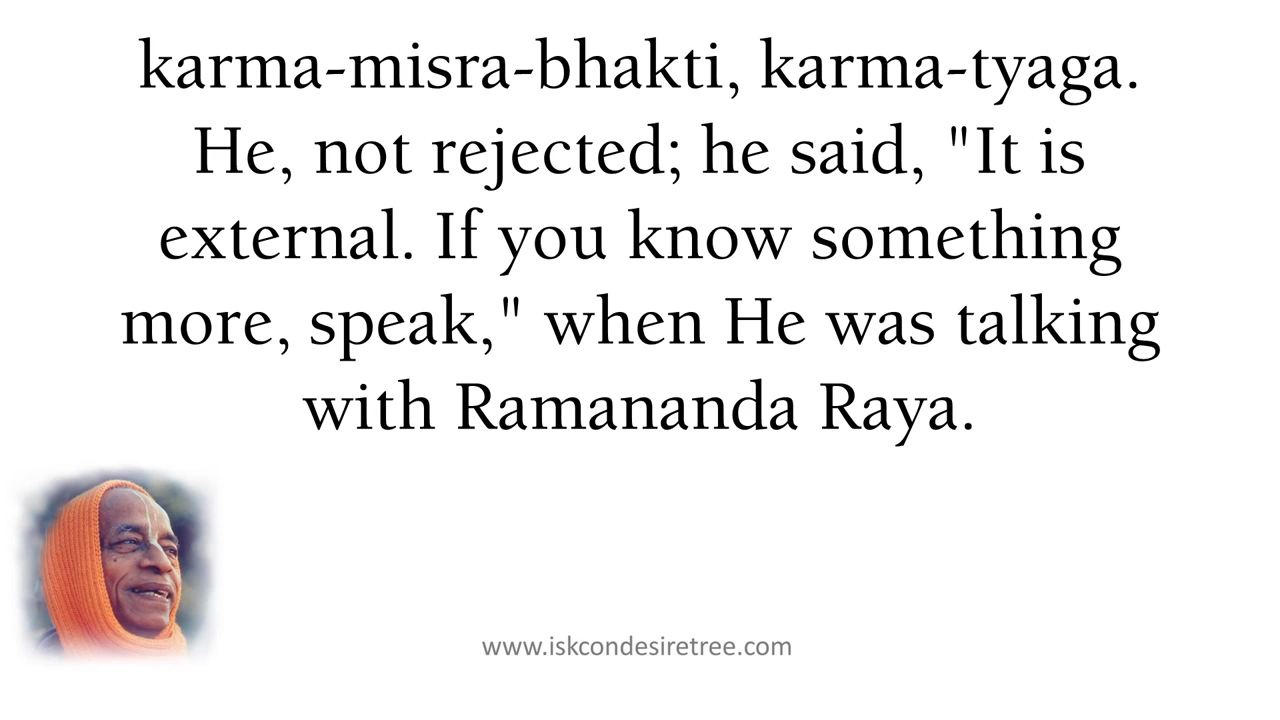 karma-misra-bhakti, karma-tyaga.
He, not rejected; he said, "It is
external. If you know something
more, speak," when He was talking
with Ramananda Raya.
www.iskcondesiretree.com